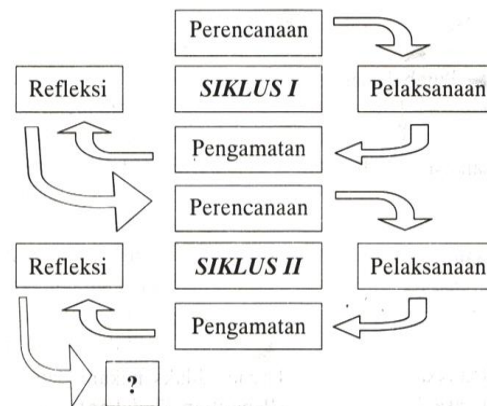 Perencanaan
Refleksi
SIKLUS I
Pelaksanaan
Pengamatan
Perencanaan
Refleksi
SIKLUS II
Pelaksanaan
Pengamatan
?